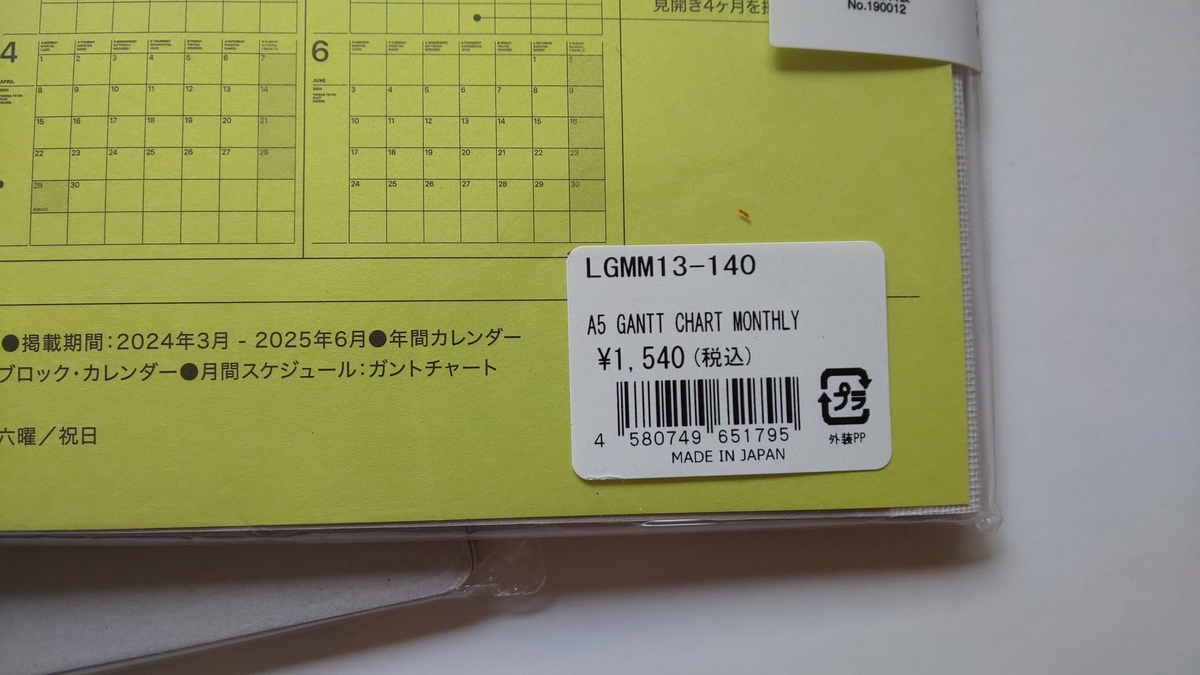 見開き4ヶ月を
No.190012
4
APRIL
1 2 3 4 5 6 7
8 9 10 11 12 13 14
15 16 17 18 19 20 21
22 23 24 25 26 27 28
29 30
6
JUNE
2024
1 2
3 4 5 6 7 8 9
10 11 12 13 14 15 16
17 18 19 20 21 22 23
24 25 26 27 28 29 30
●掲載期間：2024年3月 - 2025年6月●年間カレンダー
ブロック・カレンダー●月間スケジュール：ガントチャート
六曜／祝日
LGMM13-140
A5 GANTT CHART MONTHLY
¥1,540(税込)
4 580749 651795
プラ
外装PP
MADE IN JAPAN